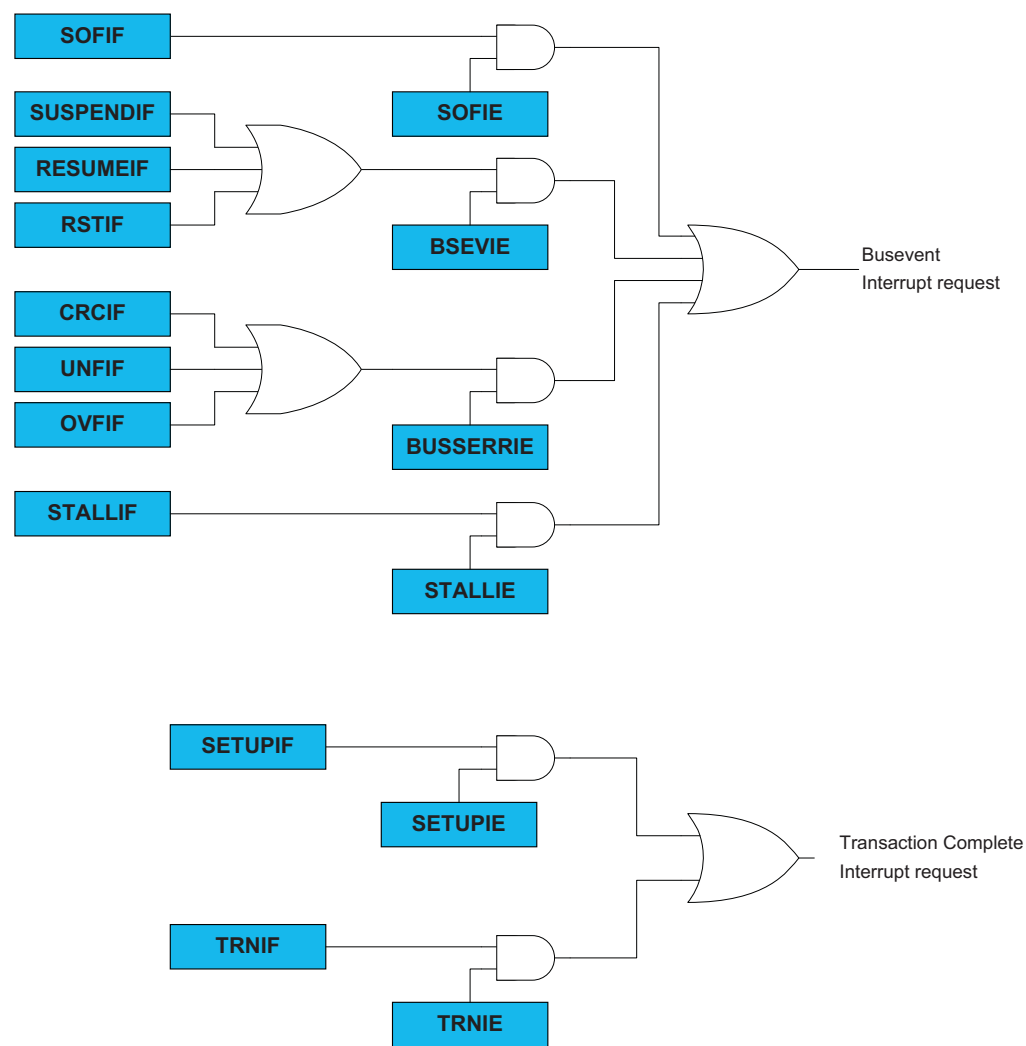 SOFIF
SOFIE
SUSPENDIF
RESUMEIF
RSTIF
BSEVIE
Busevent
Interrupt request
CRCIF
UNFIF
OVFIF
BUSSERRIE
STALLIF
STALLIE
SETUPIF
SETUPIE
Transaction Complete
Interrupt request
TRNIF
TRNIE